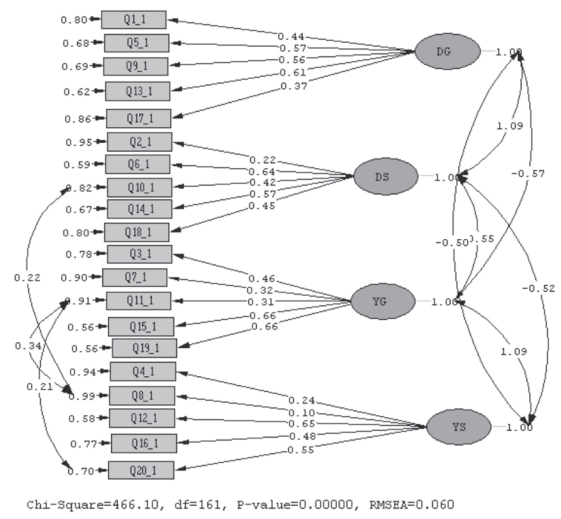 0.80 Q1_1 0.44 DG 1.00
0.68 Q5_1 0.57
0.69 Q9_1 0.56
0.62 Q13_1 0.61
0.86 Q17_1 0.37
1.09
-0.57
0.95 Q2_1 0.22
0.59 Q6_1 0.64
0.82 Q10_1 0.42 DS 1.00
0.67 Q14_1 0.57
0.80 Q18_1 0.45
-0.50 .55
0.78 Q3_1 0.46
0.90 Q7_1 0.32
0.91 Q11_1 0.31 YG 1.00
0.56 Q15_1 0.66
0.56 Q19_1 0.66
0.22
-0.52
0.34
1.09
0.21
0.94 Q4_1 0.24
0.99 Q8_1 0.10
0.58 Q12_1 0.65 YS 1.00
0.77 Q16_1 0.48
0.70 Q20_1 0.55
Chi-Square=466.10, df=161, P-value=0.00000, RMSEA=0.060